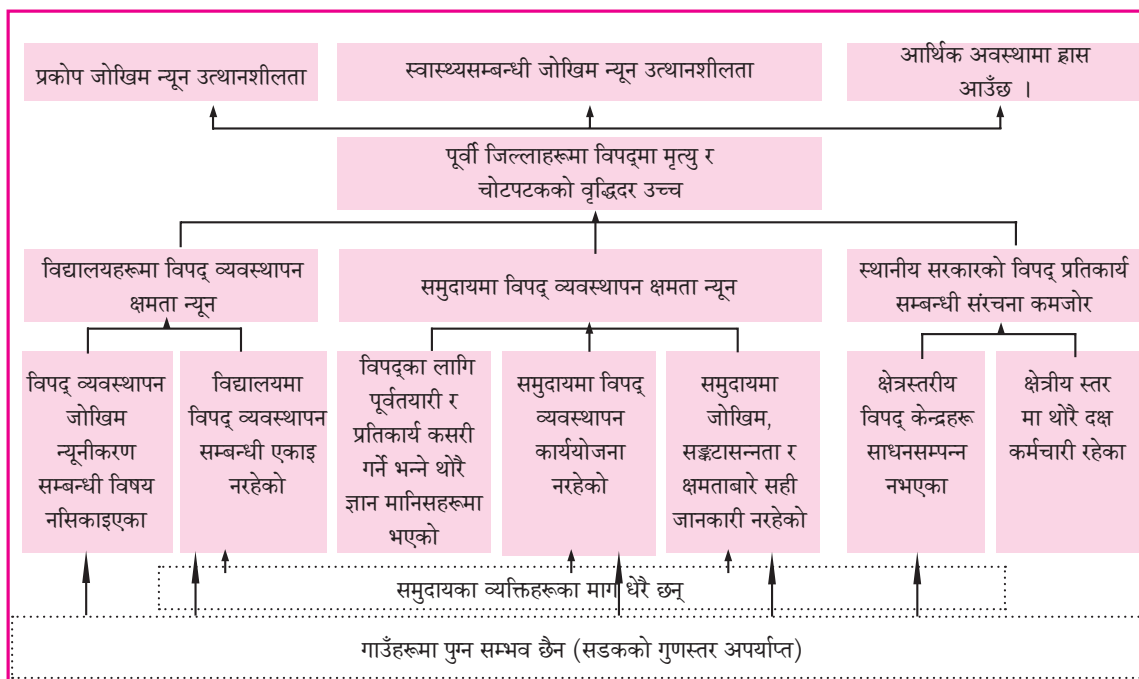 प्रकोप जोखिम न्यून उत्थानशीलता
स्वास्थ्यसम्बन्धी जोखिम न्यून उत्थानशीलता
आर्थिक अवस्थामा ह्रास
आउँछ ।
पूर्वी जिल्लाहरूमा विपद्‌मा मृत्यु र
चोटपटकको वृद्धिदर उच्च
विद्यालयहरूमा विपद् व्यवस्थापन
क्षमता न्यून
समुदायमा विपद् व्यवस्थापन क्षमता न्यून
स्थानीय सरकारको विपद् प्रतिकार्य
सम्बन्धी संरचना कमजोर
विपद् व्यवस्थापन
जोखिम
न्यूनीकरण
सम्बन्धी विषय
नसिकाइएका
विद्यालयमा
विपद् व्यवस्थापन
सम्बन्धी एकाइ
नरहेको
विपद्‌का लागि
पूर्वतयारी र
प्रतिकार्य कसरी
गर्ने भन्ने थोरै
ज्ञान मानिसहरूमा
भएको
समुदायमा विपद्
व्यवस्थापन
कार्ययोजना
नरहेको
समुदायमा
जोखिम,
सङ्कटासन्नता र
क्षमताबारे सही
जानकारी नरहेको
क्षेत्रस्तरीय
विपद् केन्द्रहरू
साधनसम्पन्न
नभएका
क्षेत्रीय स्तर
मा थोरै दक्ष
कर्मचारी रहेका
समुदायका व्यक्तिहरूका माग धेरै छन्
गाउँहरूमा पुग्न सम्भव छैन (सडकको गुणस्तर अपर्याप्त)